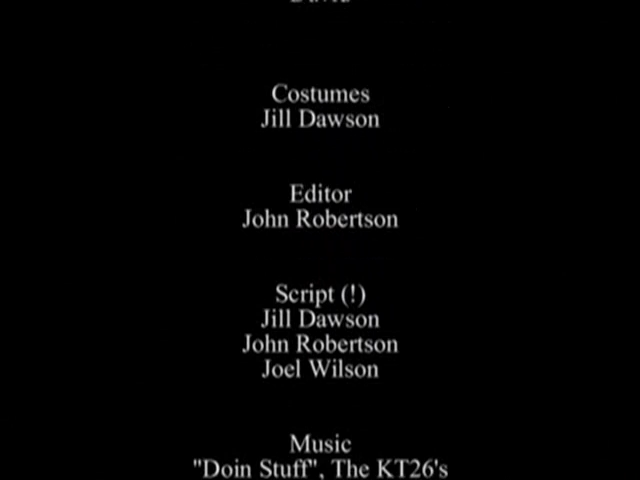 Costumes
Jill Dawson
Editor
John Robertson
Script (!)
Jill Dawson
John Robertson
Joel Wilson
Music
"Doin Stuff", The KT26's